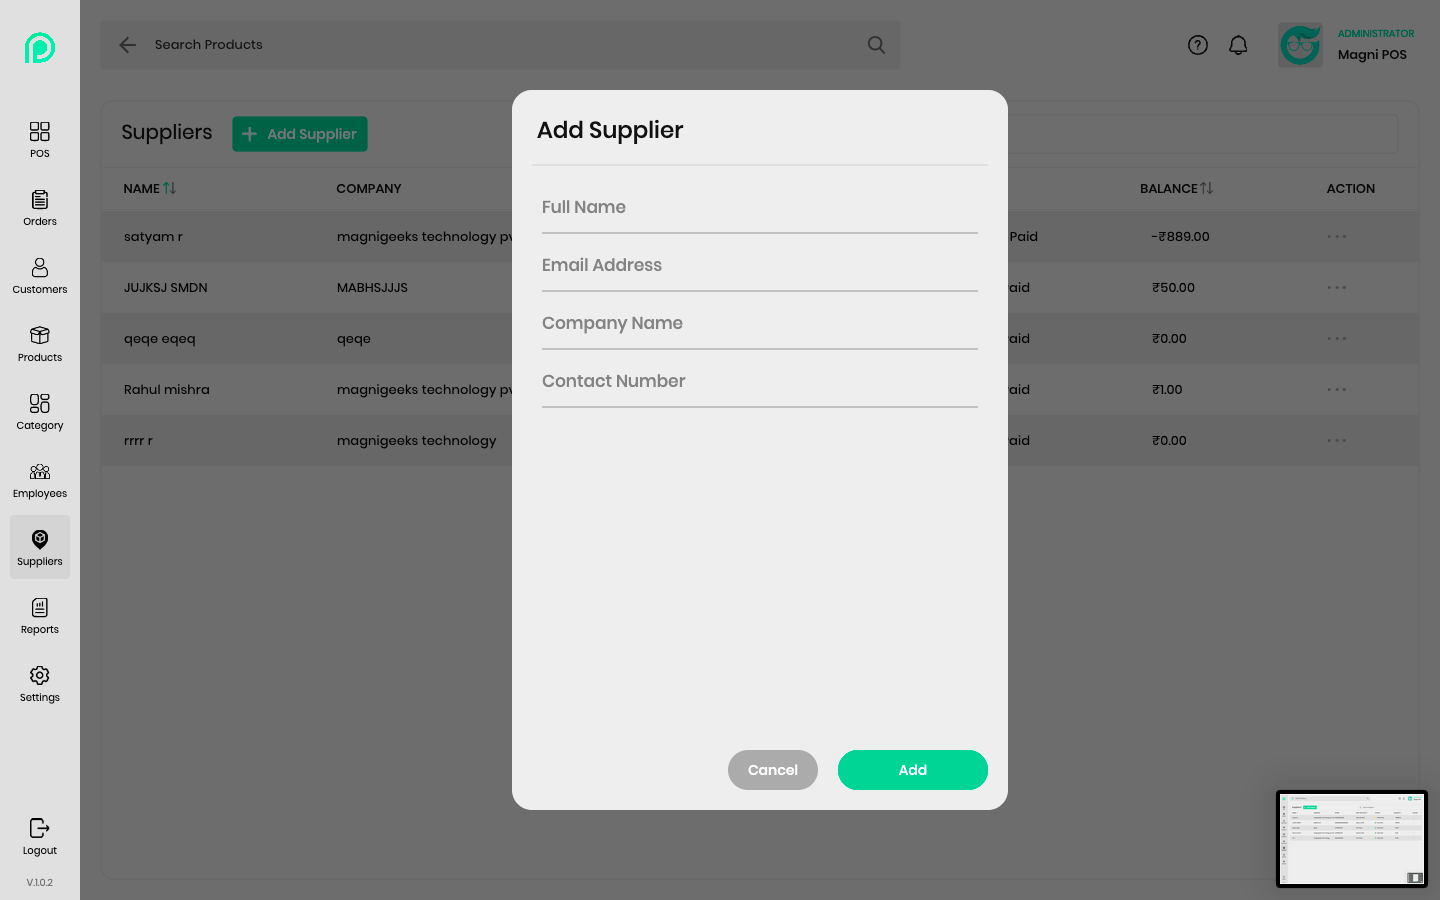 Search Products
ADMINISTRATOR
Magni POS
POS
Orders
Customers
Products
Category
Employees
Suppliers
Reports
Settings
Logout
V.1.0.2
Suppliers
+ Add Supplier
NAME COMPANY BALANCE ACTION
satyam r magnigeeks technology pv Paid -₹889.00
JUJKSJ SMDN MABHSJJJS aid ₹50.00
qeqe eqeq qeqe aid ₹0.00
Rahul mishra magnigeeks technology pv aid ₹1.00
rrrr r magnigeeks technology aid ₹0.00
Add Supplier
Full Name
Email Address
Company Name
Contact Number
Cancel
Add